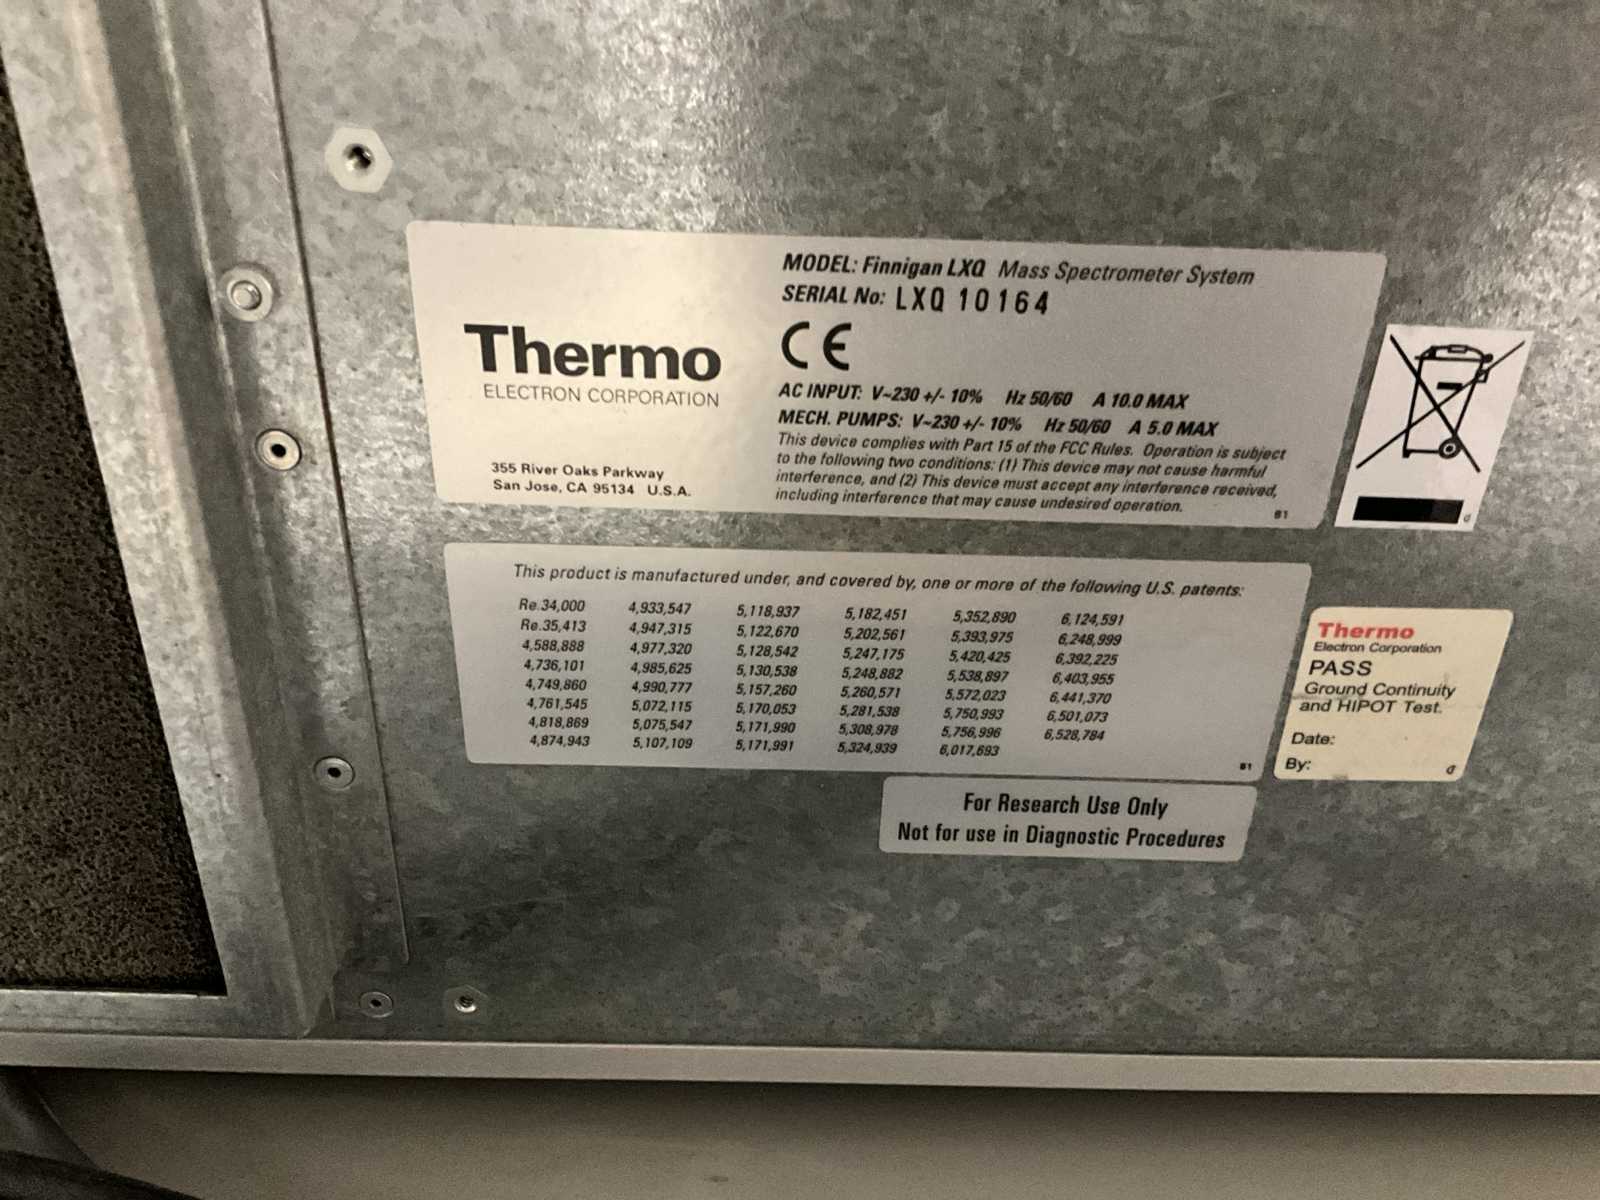 Thermo
ELECTRON CORPORATION
355 River Oaks Parkway
San Jose, CA 95134 U.S.A.
MODEL: Finnigan LXQ Mass Spectrometer System
SERIAL No: LXQ 10164
CE
AC INPUT: V~230 +/- 10% Hz 50/60 A 10.0 MAX
MECH. PUMPS: V~230 +/- 10% Hz 50/60 A 5.0 MAX
This device complies with Part 15 of the FCC Rules. Operation is subject
to the following two conditions: (1) This device may not cause harmful
interference, and (2) This device must accept any interference received,
including interference that may cause undesired operation.
B1
This product is manufactured under, and covered by, one or more of the following U.S. patents:
Re.34,000 4,933,547 5,118,937 5,182,451 5,352,890 6,124,591
Re.35,413 4,947,315 5,122,670 5,202,561 5,393,975 6,248,999
4,588,888 4,977,320 5,128,542 5,247,175 5,420,425 6,392,225
4,736,101 4,985,625 5,130,538 5,248,882 5,538,897 6,403,955
4,749,860 4,990,777 5,157,260 5,260,571 5,572,023 6,441,370
4,761,545 5,072,115 5,170,053 5,281,538 5,750,993 6,501,073
4,818,869 5,075,547 5,171,990 5,308,978 5,756,996 6,528,784
4,874,943 5,107,109 5,171,991 5,324,939 6,017,693
B1
Thermo
Electron Corporation
PASS
Ground Continuity
and HIPOT Test.
Date:
By:
For Research Use Only
Not for use in Diagnostic Procedures